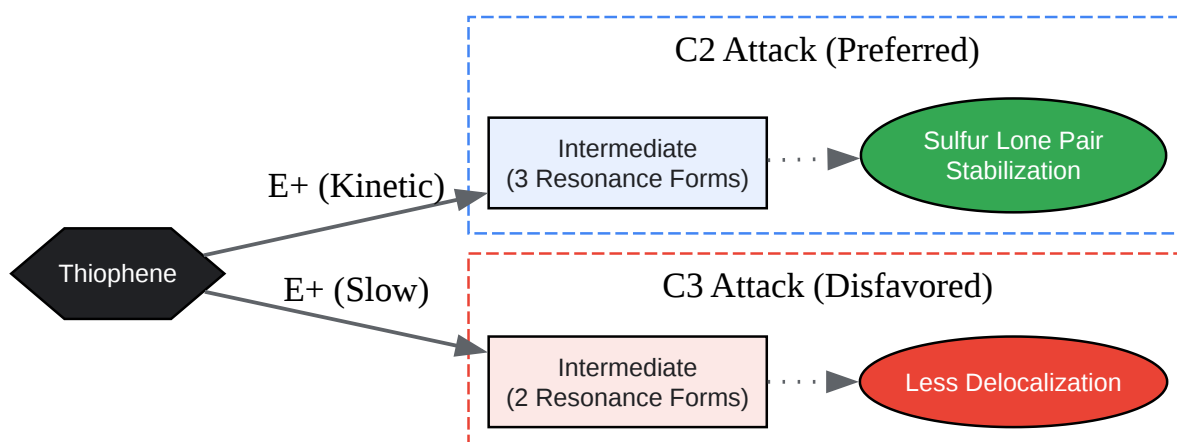 C2 Attack (Preferred)
Intermediate
(3 Resonance Forms)
Sulfur Lone Pair
Stabilization
E+ (Kinetic)
Thiophene
E+ (Slow)
C3 Attack (Disfavored)
Intermediate
(2 Resonance Forms)
Less Delocalization